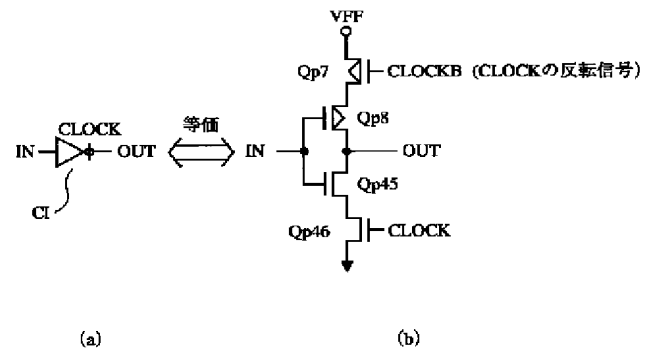 VFF
Qp7
CLOCKB (CLOCKの反転信号)
Qp8
CLOCK
等価
IN
OUT
IN
OUT
CI
Qp45
Qp46
CLOCK
(a)
(b)